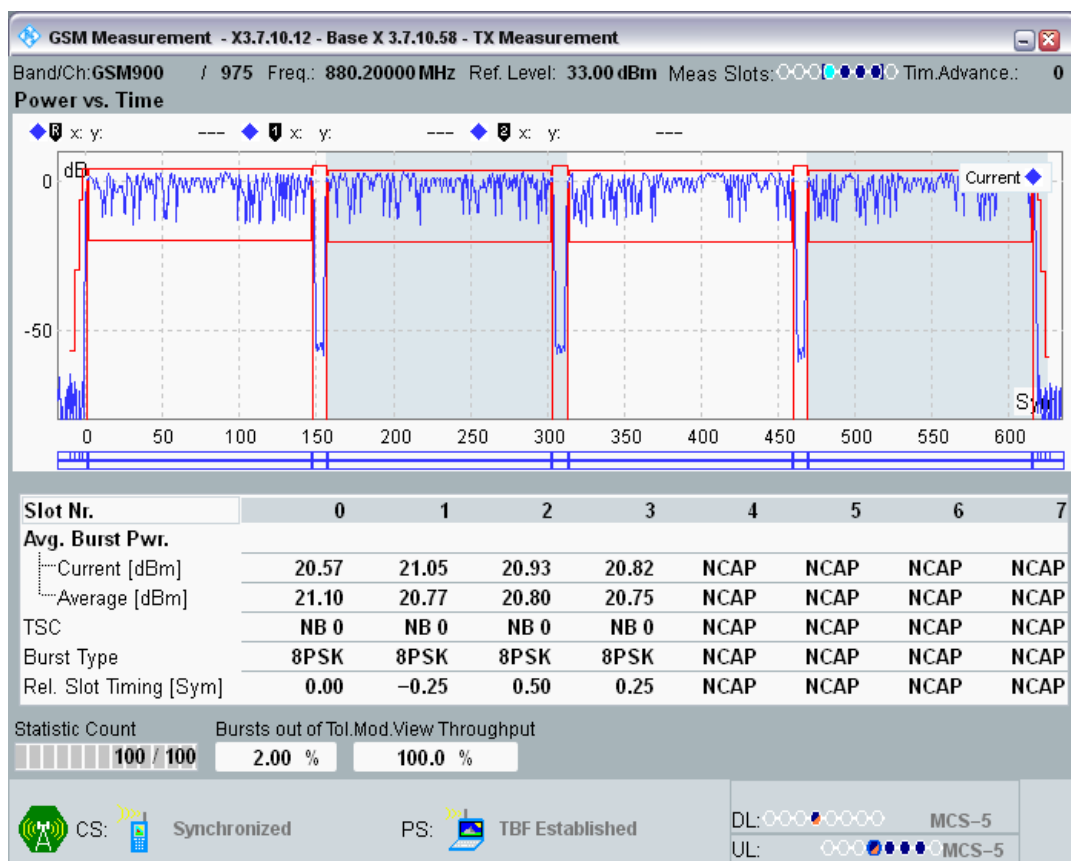 GSM Measurement - X3.7.10.12 - Base X 3.7.10.58 - TX Measurement
Band/Ch:GSM900 / 975 Freq.: 880.20000 MHz Ref. Level: 33.00 dBm Meas Slots: Tim.Advance.: 0
Power vs. Time
R x: y: --- 1 x: y: --- 2 x: y: ---
dB
Current
0
-50
Sym
0 50 100 150 200 250 300 350 400 450 500 550 600
Slot Nr. 0 1 2 3 4 5 6 7
Avg. Burst Pwr.
Current [dBm] 20.57 21.05 20.93 20.82 NCAP NCAP NCAP NCAP
Average [dBm] 21.10 20.77 20.80 20.75 NCAP NCAP NCAP NCAP
TSC NB 0 NB 0 NB 0 NB 0 NCAP NCAP NCAP NCAP
Burst Type 8PSK 8PSK 8PSK 8PSK NCAP NCAP NCAP NCAP
Rel. Slot Timing [Sym] 0.00 −0.25 0.50 0.25 NCAP NCAP NCAP NCAP
Statistic Count Bursts out of Tol. Mod.View Throughput
100 / 100 2.00 % 100.0 %
CS: Synchronized PS: TBF Established
DL: MCS−5
UL: MCS−5